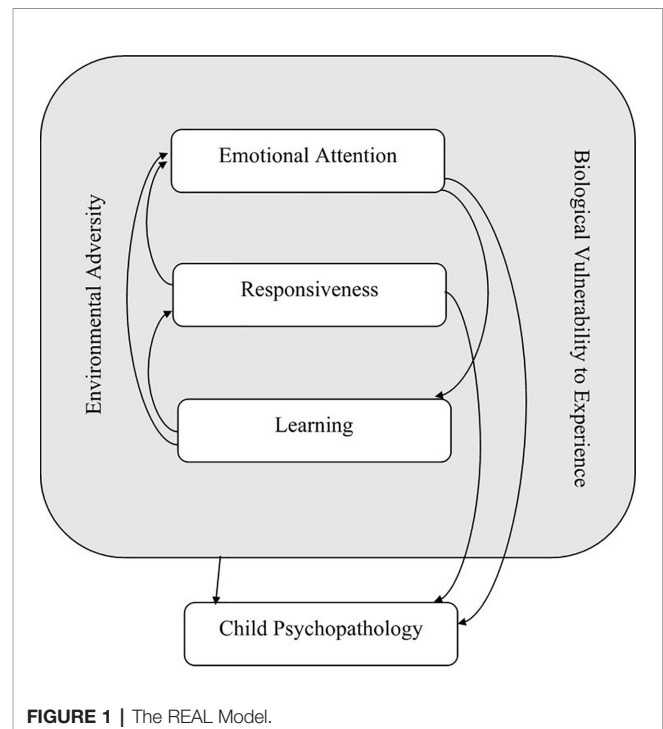 Emotional Attention
Environmental Adversity
Biological Vulnerability to Experience
Responsiveness
Learning
Child Psychopathology
FIGURE 1 | The REAL Model.